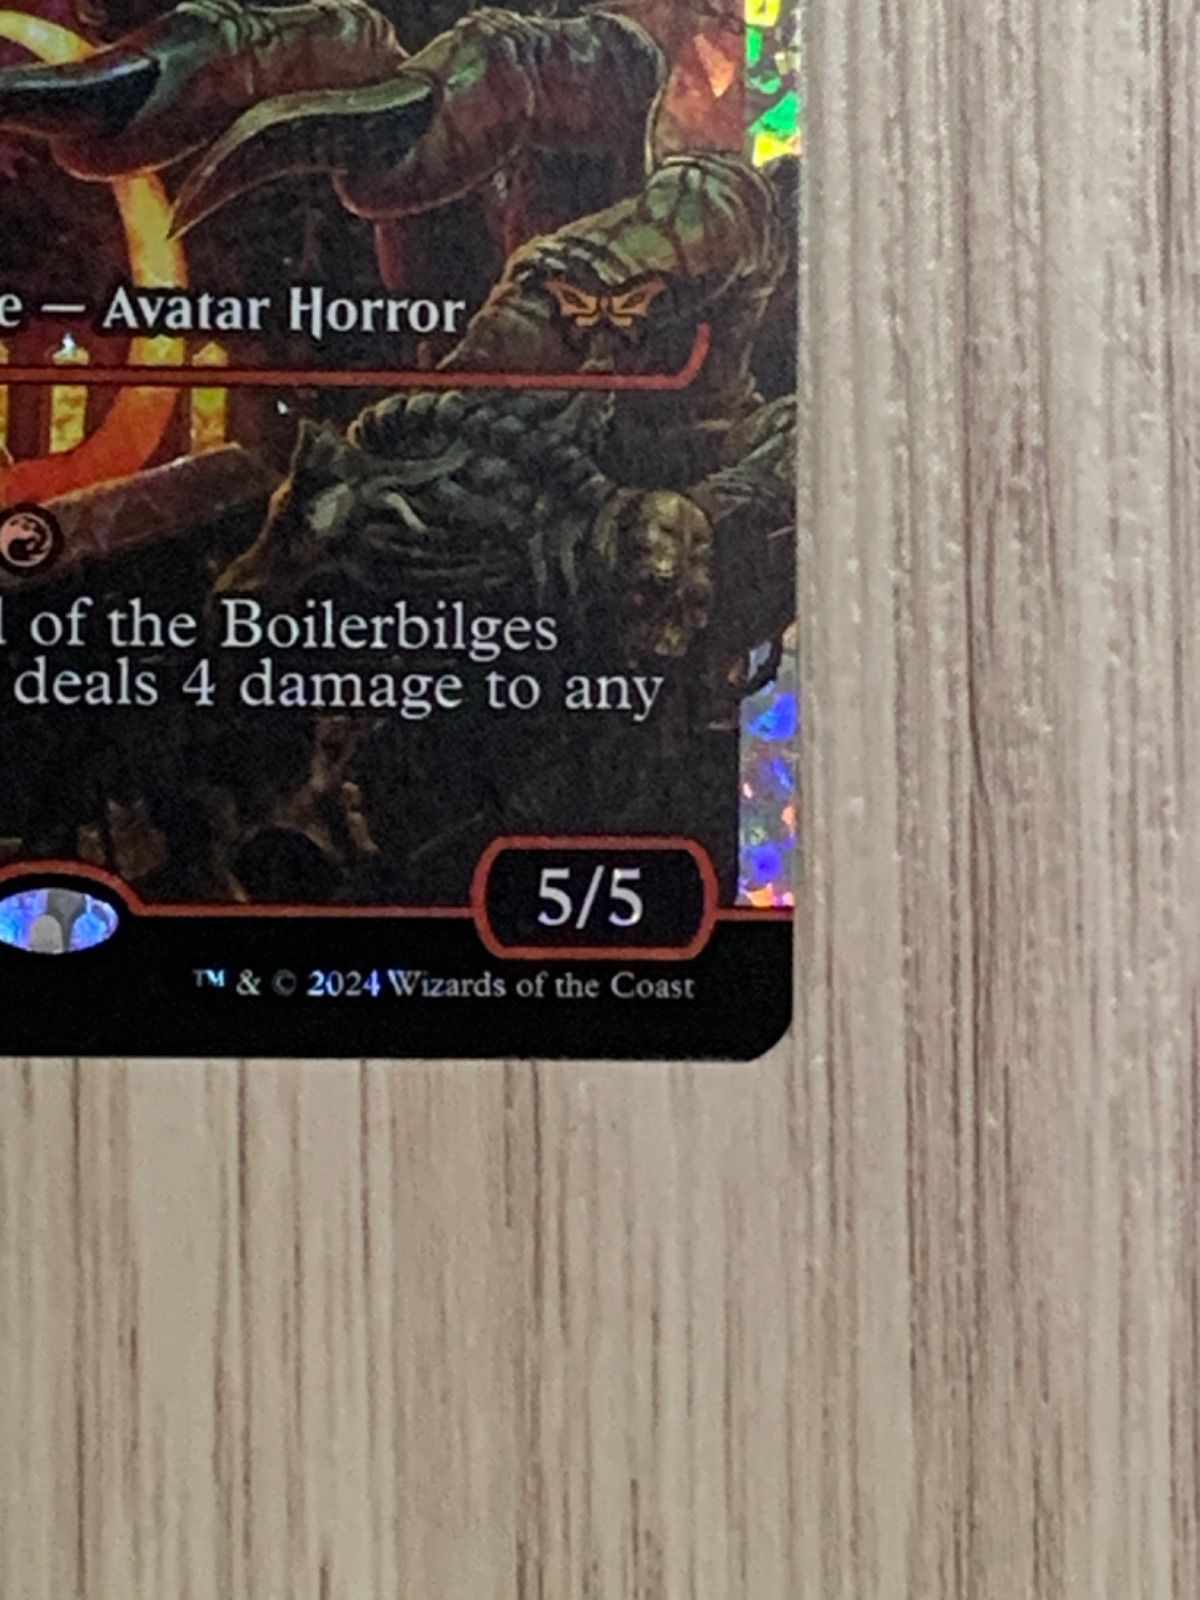 e — Avatar Horror
l of the Boilerbilges
deals 4 damage to any
5/5
™ & © 2024 Wizards of the Coast